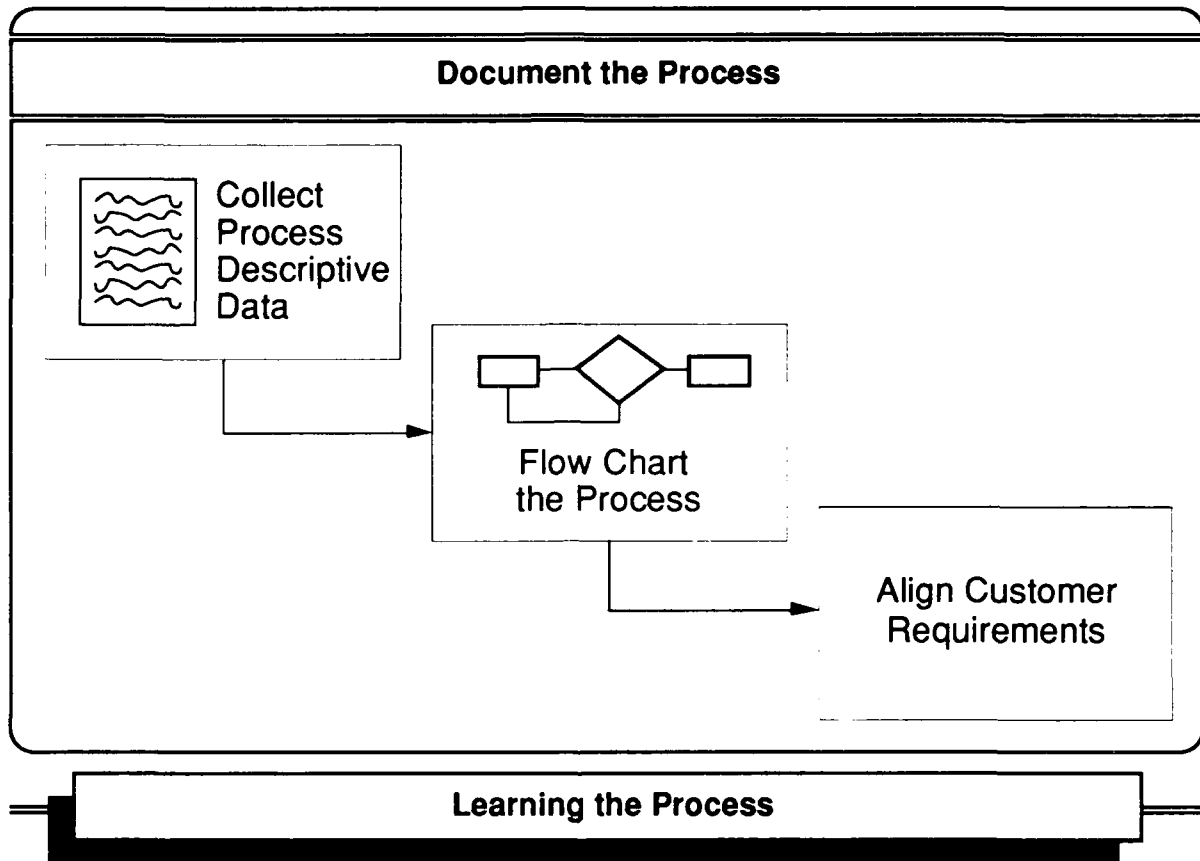 Document the Process
Collect
Process
Descriptive
Data
Flow Chart
the Process
Align Customer
Requirements
Learning the Process